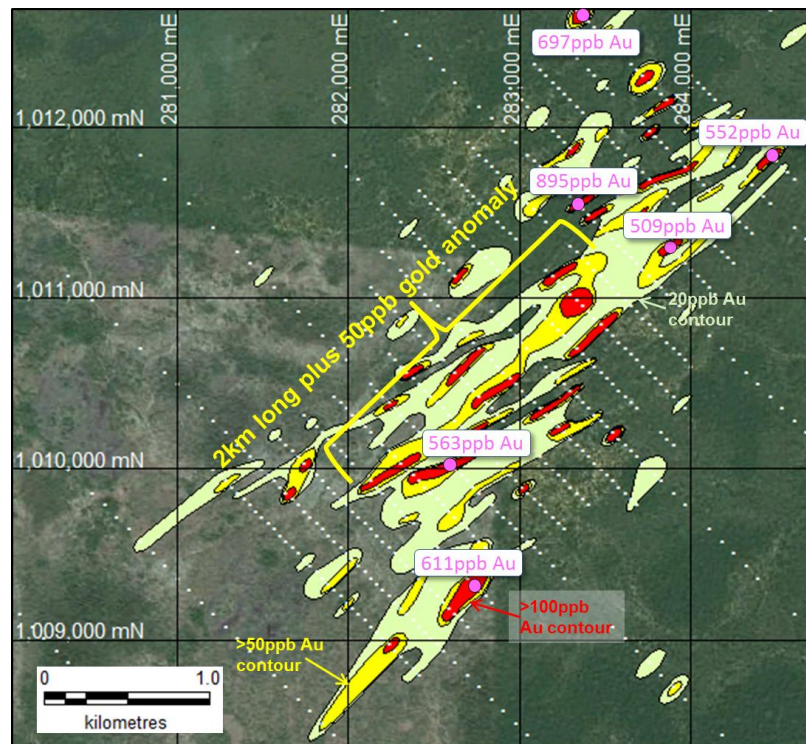 281,000 mE
282,000 mE
283,000 mE
284,000 mE
697ppb Au
1,012,000 mN
552ppb Au
895ppb Au
509ppb Au
2km long plus 50ppb gold anomaly
1,011,000 mN
20ppb Au
contour
563ppb Au
1,010,000 mN
611ppb Au
>100ppb
Au contour
1,009,000 mN
>50ppb Au
contour
0
1.0
kilometres